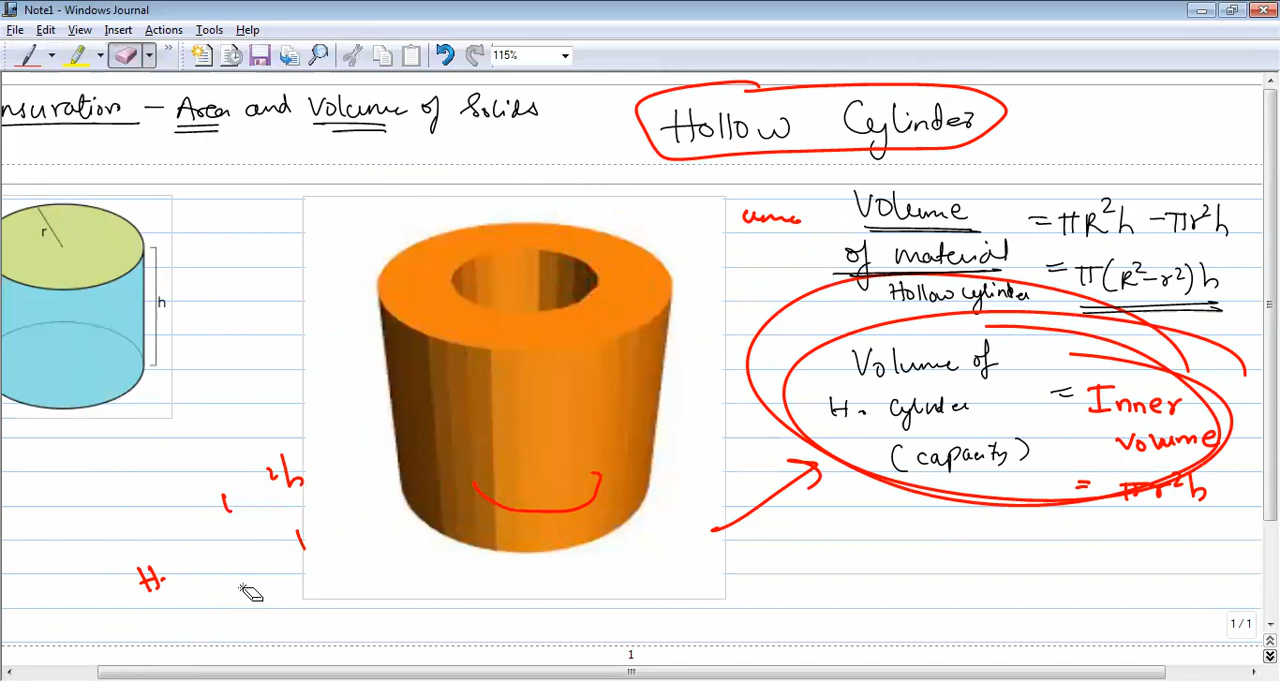 Note1 - Windows Journal
File Edit View Insert Actions Tools Help
115%
nsuration - Area and Volume of Solids
Hollow Cylinder
r
h
Volume = πR²h - πr²h
of material = π(R²-r²)h
Hollow cylinder
Volume of
H. Cylinder = Inner
(capacity) volume
= πr²h
²h
H.
1 / 1
1